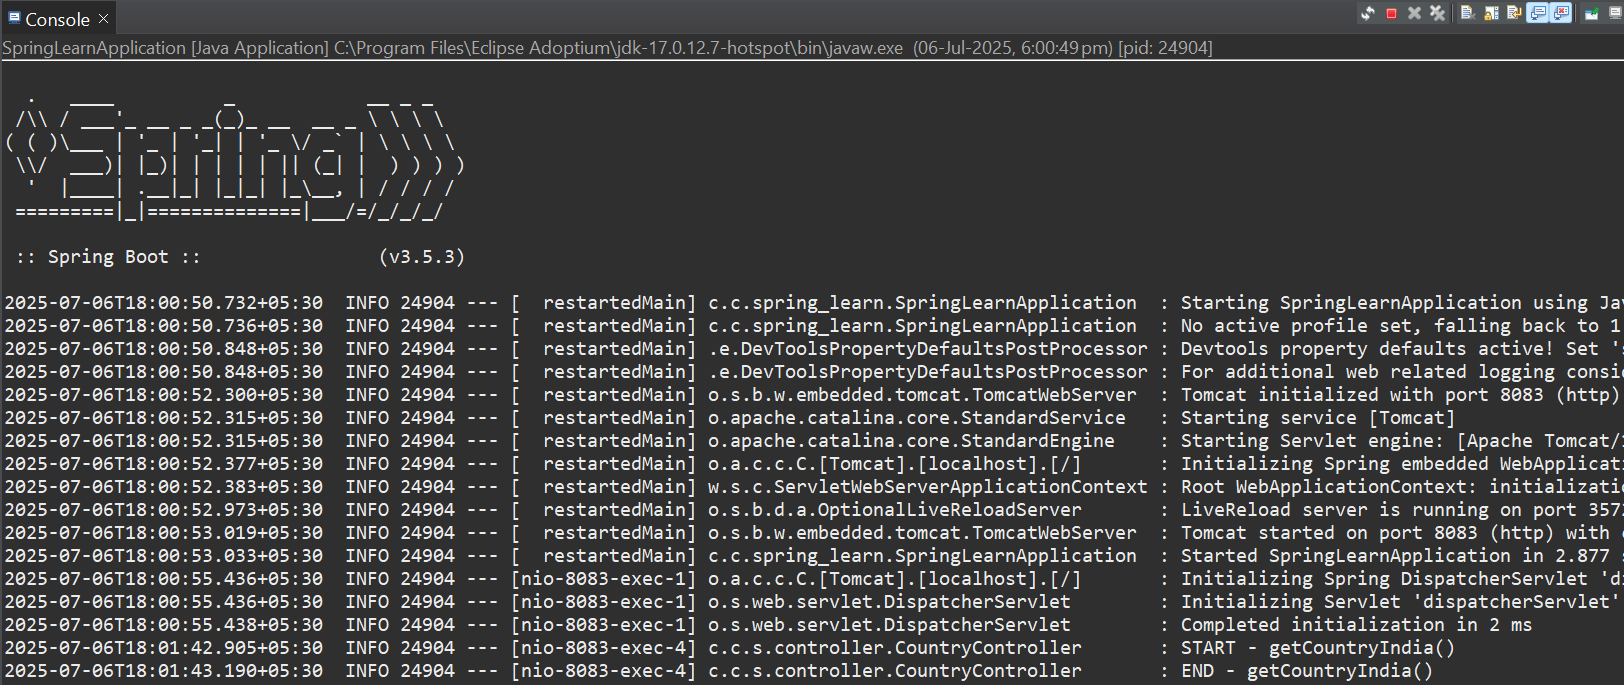 Console
SpringLearnApplication [Java Application] C:\Program Files\Eclipse Adoptium\jdk-17.0.12.7-hotspot\bin\javaw.exe (06-Jul-2025, 6:00:49 pm) [pid: 24904]
  .   ____          _            __ _ _
 /\\ / ___'_ __ _ _(_)_ __  __ _ \ \ \ \
( ( )\___ | '_ | '_| | '_ \/ _` | \ \ \ \
 \\/  ___)| |_)| | | | | || (_| |  ) ) ) )
  '  |____| .__|_| |_|_| |_\__, | / / / /
 =========|_|==============|___/=/_/_/_/
 :: Spring Boot ::                (v3.5.3)
2025-07-06T18:00:50.732+05:30  INFO 24904 --- [  restartedMain] c.c.spring_learn.SpringLearnApplication  : Starting SpringLearnApplication using Jav
2025-07-06T18:00:50.736+05:30  INFO 24904 --- [  restartedMain] c.c.spring_learn.SpringLearnApplication  : No active profile set, falling back to 1
2025-07-06T18:00:50.848+05:30  INFO 24904 --- [  restartedMain] .e.DevToolsPropertyDefaultsPostProcessor : Devtools property defaults active! Set '
2025-07-06T18:00:50.848+05:30  INFO 24904 --- [  restartedMain] .e.DevToolsPropertyDefaultsPostProcessor : For additional web related logging consi
2025-07-06T18:00:52.300+05:30  INFO 24904 --- [  restartedMain] o.s.b.w.embedded.tomcat.TomcatWebServer  : Tomcat initialized with port 8083 (http)
2025-07-06T18:00:52.315+05:30  INFO 24904 --- [  restartedMain] o.apache.catalina.core.StandardService   : Starting service [Tomcat]
2025-07-06T18:00:52.315+05:30  INFO 24904 --- [  restartedMain] o.apache.catalina.core.StandardEngine    : Starting Servlet engine: [Apache Tomcat/1
2025-07-06T18:00:52.377+05:30  INFO 24904 --- [  restartedMain] o.a.c.c.C.[Tomcat].[localhost].[/]       : Initializing Spring embedded WebApplicati
2025-07-06T18:00:52.383+05:30  INFO 24904 --- [  restartedMain] w.s.c.ServletWebServerApplicationContext : Root WebApplicationContext: initializatio
2025-07-06T18:00:52.973+05:30  INFO 24904 --- [  restartedMain] o.s.b.d.a.OptionalLiveReloadServer       : LiveReload server is running on port 3572
2025-07-06T18:00:53.019+05:30  INFO 24904 --- [  restartedMain] o.s.b.w.embedded.tomcat.TomcatWebServer  : Tomcat started on port 8083 (http) with
2025-07-06T18:00:53.033+05:30  INFO 24904 --- [  restartedMain] c.c.spring_learn.SpringLearnApplication  : Started SpringLearnApplication in 2.877 s
2025-07-06T18:00:55.436+05:30  INFO 24904 --- [nio-8083-exec-1] o.a.c.c.C.[Tomcat].[localhost].[/]       : Initializing Spring DispatcherServlet 'di
2025-07-06T18:00:55.436+05:30  INFO 24904 --- [nio-8083-exec-1] o.s.web.servlet.DispatcherServlet        : Initializing Servlet 'dispatcherServlet'
2025-07-06T18:00:55.438+05:30  INFO 24904 --- [nio-8083-exec-1] o.s.web.servlet.DispatcherServlet        : Completed initialization in 2 ms
2025-07-06T18:01:42.905+05:30  INFO 24904 --- [nio-8083-exec-4] c.c.s.controller.CountryController       : START - getCountryIndia()
2025-07-06T18:01:43.190+05:30  INFO 24904 --- [nio-8083-exec-4] c.c.s.controller.CountryController       : END - getCountryIndia()